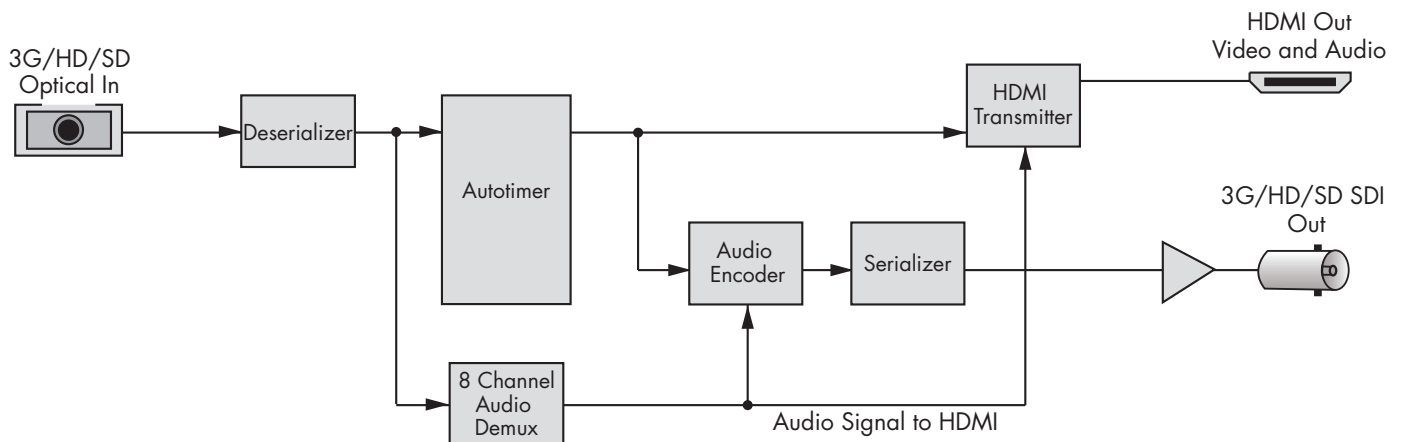 3G/HD/SD
Optical In
Deserializer
Autotimer
8 Channel
Audio
Demux
Audio
Encoder
Serializer
HDMI
Transmitter
HDMI Out
Video and Audio
3G/HD/SD SDI
Out
Audio Signal to HDMI